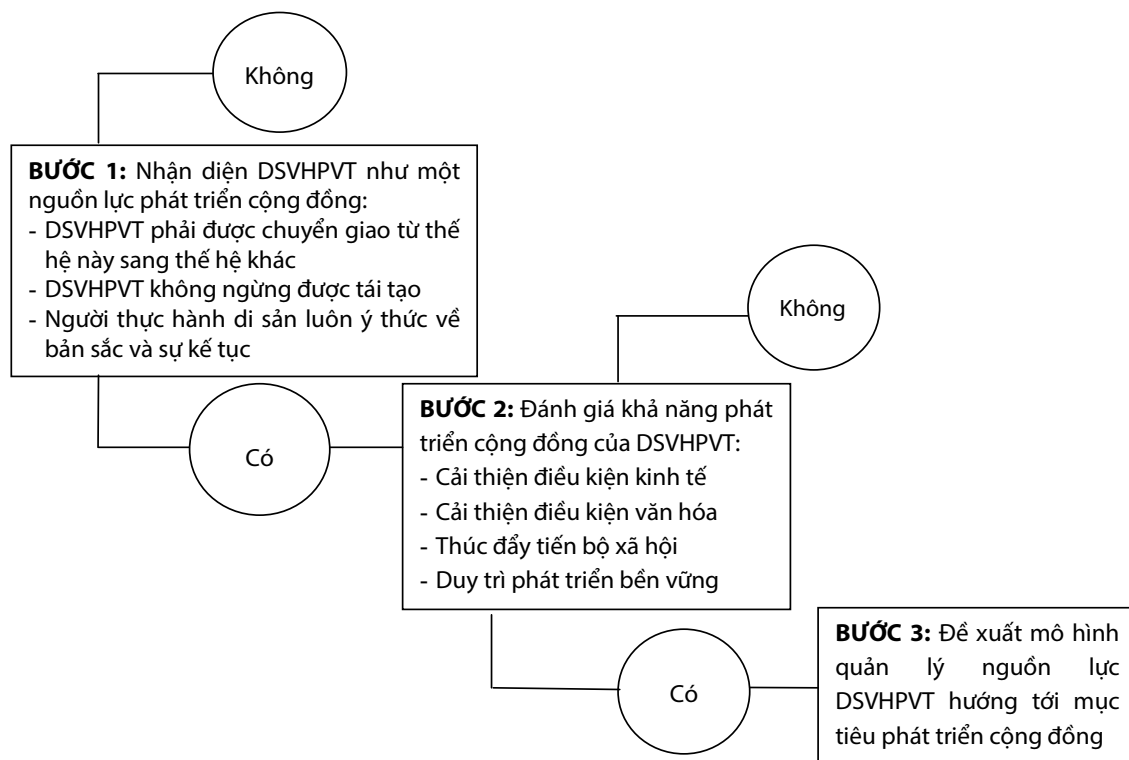 Không
BƯỚC 1: Nhận diện DSVHPVT như một
nguồn lực phát triển cộng đồng:
- DSVHPVT phải được chuyển giao từ thế
hệ này sang thế hệ khác
- DSVHPVT không ngừng được tái tạo
- Người thực hành di sản luôn ý thức về
bản sắc và sự kế tục
Không
Có
BƯỚC 2: Đánh giá khả năng phát
triển cộng đồng của DSVHPVT:
- Cải thiện điều kiện kinh tế
- Cải thiện điều kiện văn hóa
- Thúc đẩy tiến bộ xã hội
- Duy trì phát triển bền vững
Có
BƯỚC 3: Đề xuất mô hình
quản lý nguồn lực
DSVHPVT hướng tới mục
tiêu phát triển cộng đồng